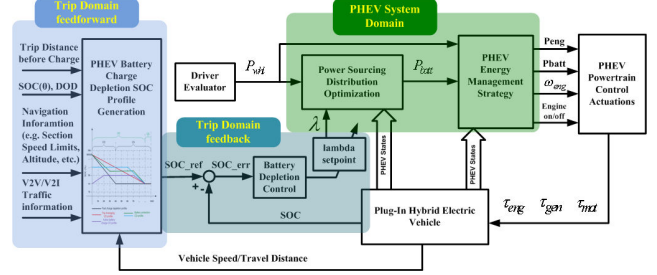 Trip Domain
feedforward
PHEV System
Domain
Trip Distance
before Charge
SOC(0), DOD
Navigation
Inforamtion
(e.g. Section
Speed Limits,
Altitude, etc.)
V2V/V2I
Traffic
information
PHEV Battery
Charge
Depletion SOC
Profile
Generation
Driver
Evaluator
P_whl
Power Sourcing
Distribution
Optimization
P_batt
PHEV
Energy
Management
Strategy
Peng
Pbatt
ω_eng
Engine
on/off
PHEV
Powertrain
Control
Actuations
Trip Domain
feedback
λ
lambda
setpoint
PHEV States
PHEV States
SOC_ref
+
-
SOC_err
Battery
Depletion
Control
SOC
Plug-In Hybrid Electric
Vehicle
τ_eng τ_gen τ_mot
Vehicle Speed/Travel Distance